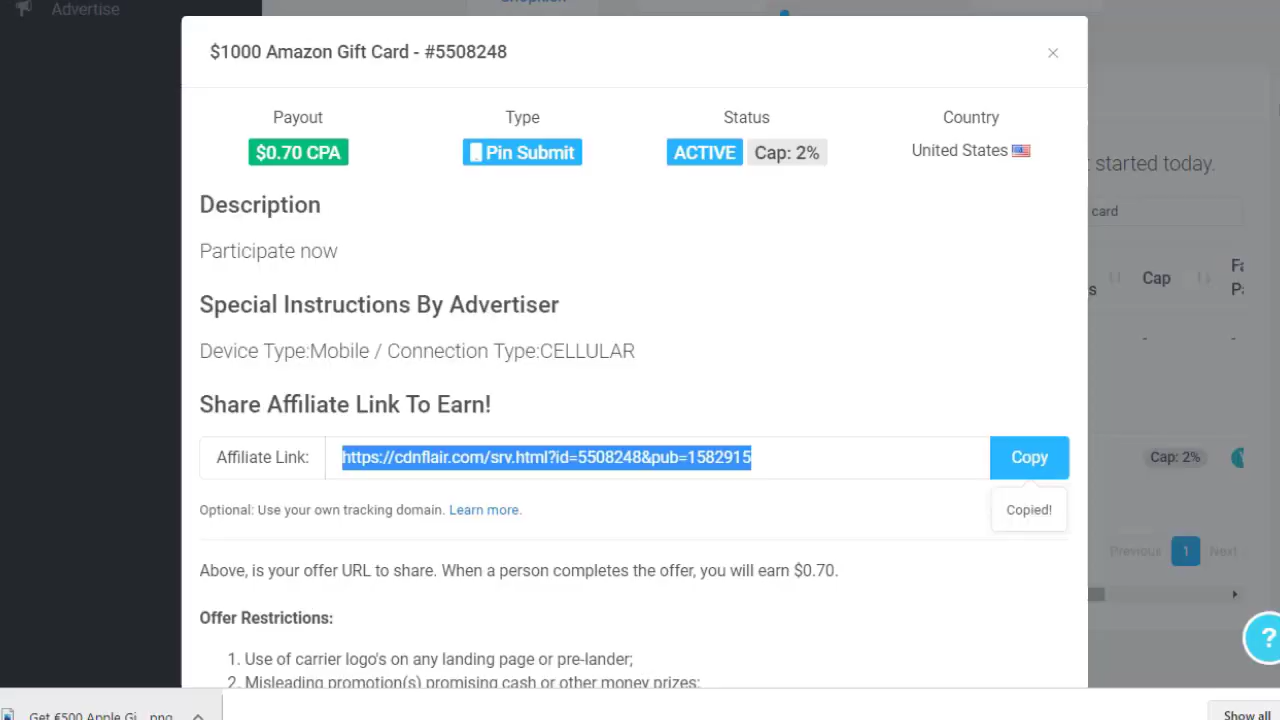 Advertise
$1000 Amazon Gift Card - #5508248
×
Payout
Type
Status
Country
$0.70 CPA
Pin Submit
ACTIVE
Cap: 2%
United States
started today.
Description
card
Participate now
Cap
Special Instructions By Advertiser
Device Type:Mobile / Connection Type:CELLULAR
Share Affiliate Link To Earn!
Affiliate Link:
https://cdnflair.com/srv.html?id=5508248&pub=1582915
Copy
Cap: 2%
Optional: Use your own tracking domain. Learn more.
Copied!
Previous
1
Next
Above, is your offer URL to share. When a person completes the offer, you will earn $0.70.
Offer Restrictions:
1. Use of carrier logo's on any landing page or pre-lander;
2. Misleading promotion(s) promising cash or other money prizes;
?
Get €500 Apple Gi....png
Show all